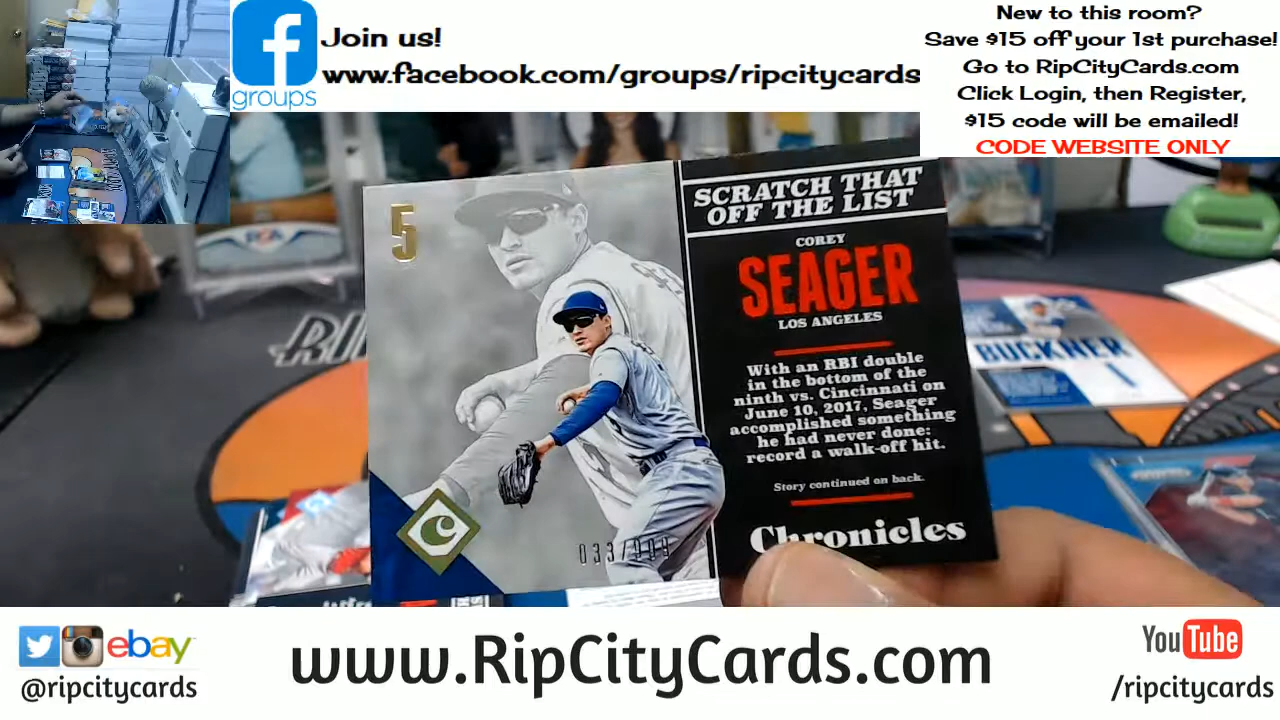 Join us!
www.facebook.com/groups/ripcitycards
groups
New to this room?
Save $15 off your 1st purchase!
Go to RipCityCards.com
Click Login, then Register,
$15 code will be emailed!
CODE WEBSITE ONLY
5
SCRATCH THAT
OFF THE LIST
COREY
SEAGER
LOS ANGELES
With an RBI double
in the bottom of the
ninth vs. Cincinnati on
June 10, 2017, Seager
accomplished something
he had never done:
record a walk-off hit.
Story continued on back.
Chronicles
C
BUCKNER
ebay
@ripcitycards
www.RipCityCards.com
YouTube
/ripcitycards